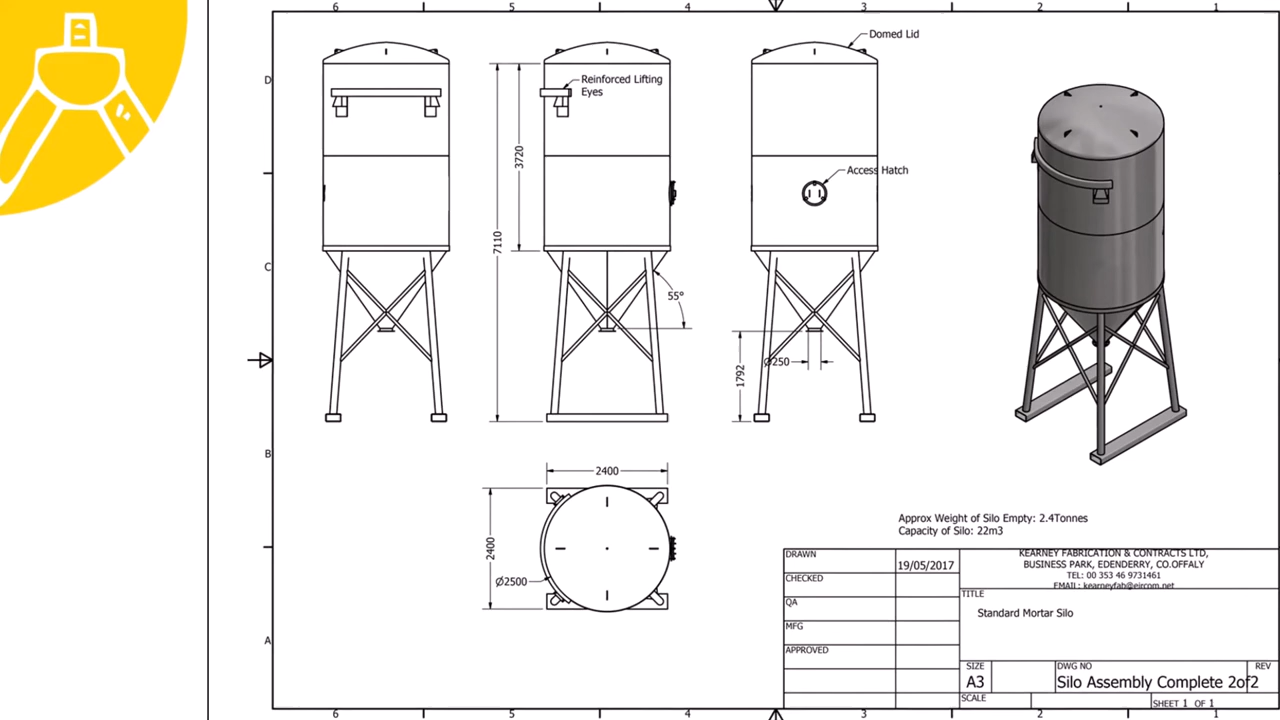 6 5 4 3 2 1
Domed Lid
D
Reinforced Lifting
Eyes
3720
Access Hatch
7110
C
55°
Ø250
1792
B
2400
2400
Ø2500
A
Approx Weight of Silo Empty: 2.4Tonnes
Capacity of Silo: 22m3
DRAWN
19/05/2017
CHECKED
QA
MFG
APPROVED
KEARNEY FABRICATION & CONTRACTS LTD,
BUSINESS PARK, EDENDERRY, CO.OFFALY
TEL: 00 353 46 9731461
EMAIL: kearneyfab@eircom.net
TITLE
Standard Mortar Silo
SIZE
A3
DWG NO
Silo Assembly Complete 2of2
REV
SCALE
SHEET 1 OF 1
6 5 4 3 2 1